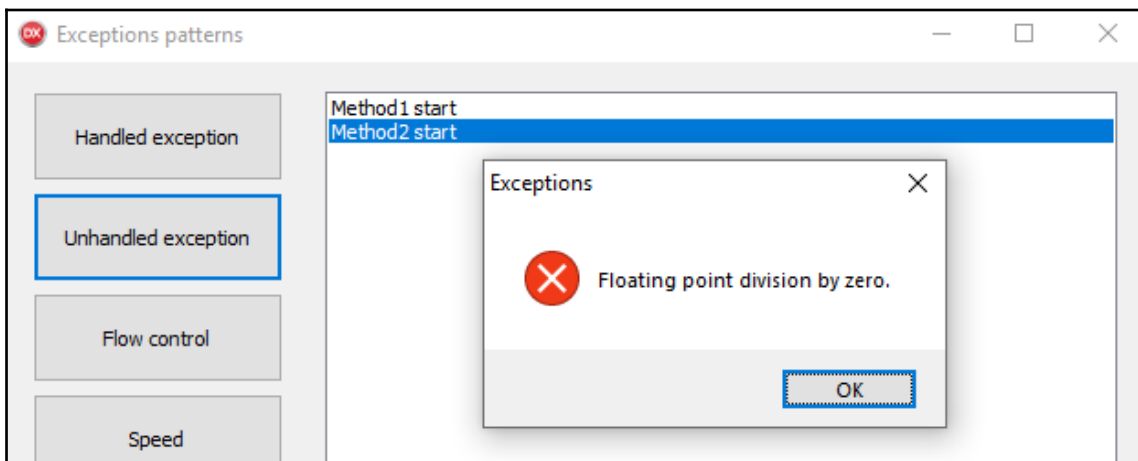 DX Exceptions patterns
Handled exception
Unhandled exception
Flow control
Speed
Method1 start
Method2 start
Exceptions
Floating point division by zero.
OK